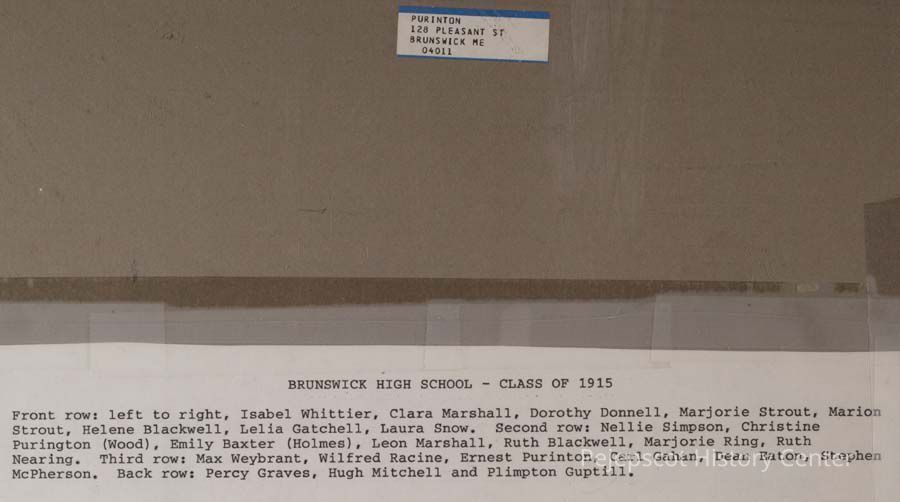 PURINTON
128 PLEASANT ST
BRUNSWICK ME
04011
BRUNSWICK HIGH SCHOOL - CLASS OF 1915
Front row: left to right, Isabel Whittier, Clara Marshall, Dorothy Donnell, Marjorie Strout, Marion
Strout, Helene Blackwell, Lelia Gatchell, Laura Snow. Second row: Nellie Simpson, Christine
Purington (Wood), Emily Baxter (Holmes), Leon Marshall, Ruth Blackwell, Marjorie Ring, Ruth
Nearing. Third row: Max Weybrant, Wilfred Racine, Ernest Purinton, Carl Gahan, Dean Eaton, Stephen
McPherson. Back row: Percy Graves, Hugh Mitchell and Plimpton Guptill.
Pejepscot History Center